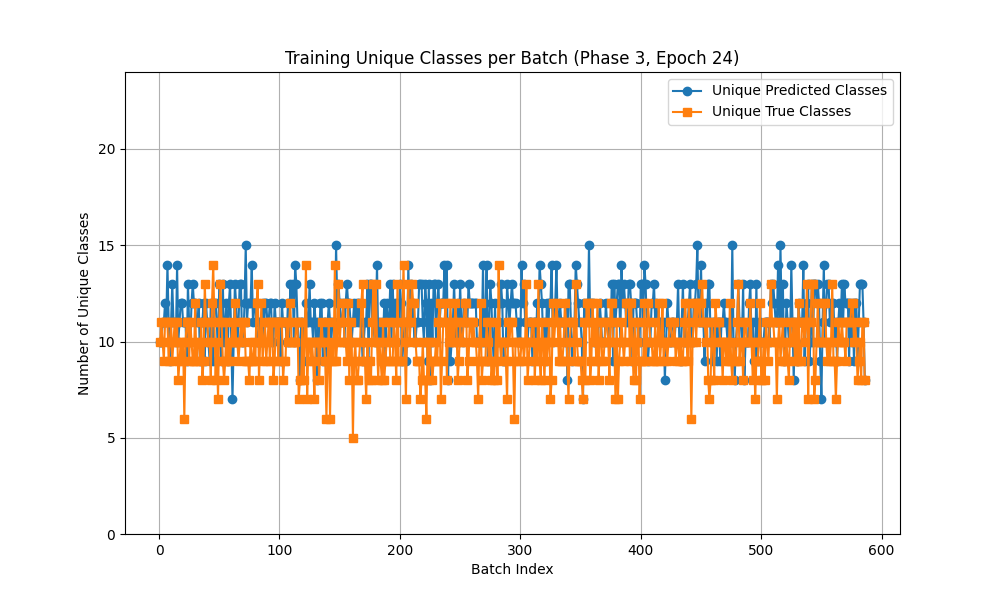 Training Unique Classes per Batch (Phase 3, Epoch 24)
Unique Predicted Classes
Unique True Classes
Number of Unique Classes
20
15
10
5
0
0 100 200 300 400 500 600
Batch Index